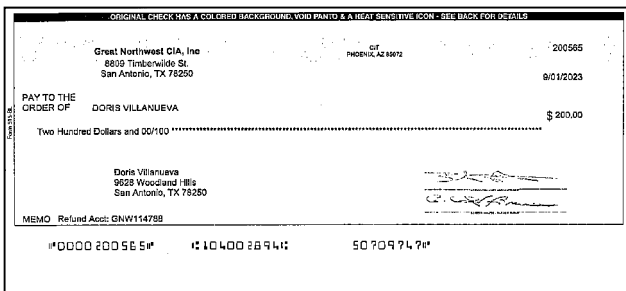 ORIGINAL CHECK HAS A COLORED BACKGROUND, VOID PANTO & A HEAT SENSITIVE ICON - SEE BACK FOR DETAILS
Great Northwest CIA, Inc
8809 Timberwilde St.
San Antonio, TX 78250
CIT
PHOENIX, AZ 85072
200565
9/01/2023
PAY TO THE
ORDER OF DORIS VILLANUEVA
$ 200.00
Two Hundred Dollars and 00/100 ****************
Doris Villanueva
9628 Woodland Hills
San Antonio, TX 78250
MEMO Refund Acct: GNW114788
⑈0000200565⑈ ⑆104002894⑆ 50709747⑈